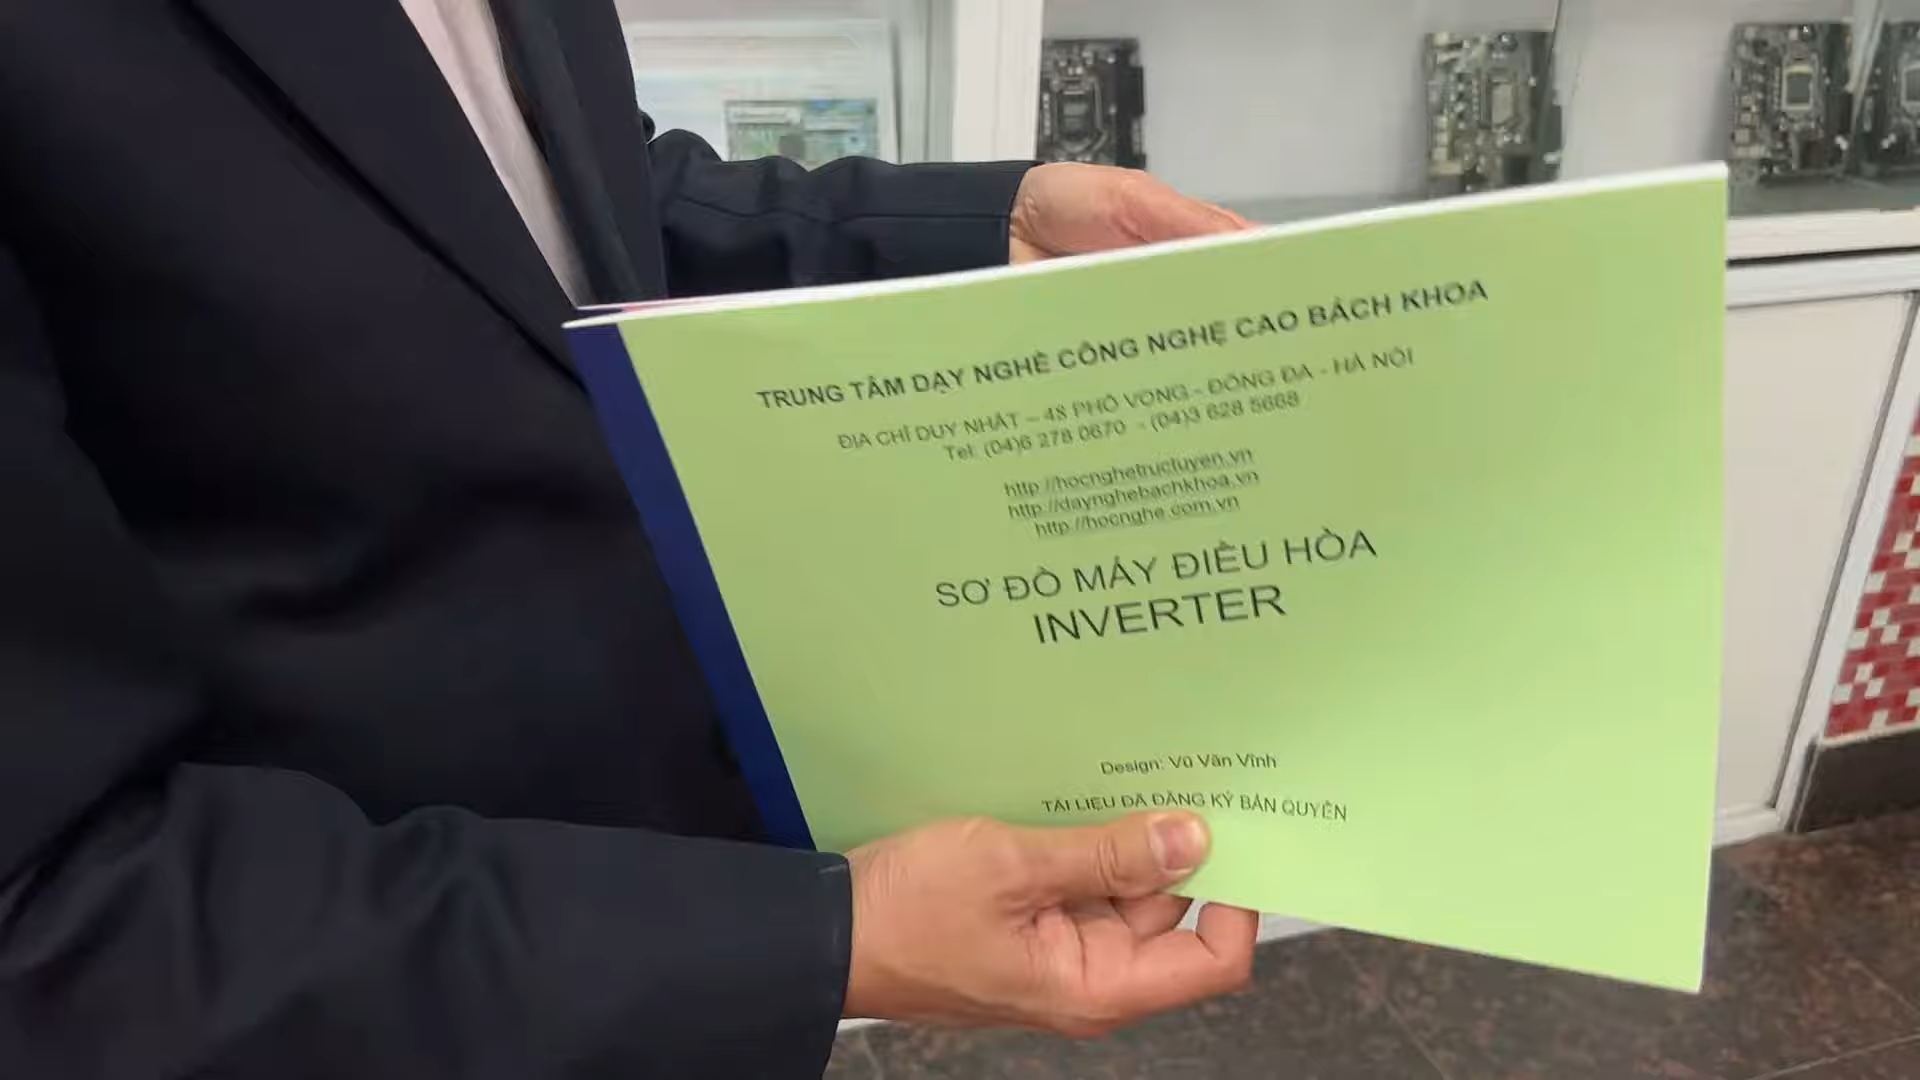 TRUNG TÂM DẠY NGHỀ CÔNG NGHỆ CAO BÁCH KHOA
ĐỊA CHỈ DUY NHẤT – 48 PHỐ VỌNG - ĐỐNG ĐA - HÀ NỘI
Tel: (04)6 278 0670 - (04)3 628 5668
http://hocnghetructuyen.vn
http://daynghebachkhoa.vn
http://hocnghe.com.vn
SƠ ĐỒ MÁY ĐIỀU HÒA
INVERTER
Design: Vũ Văn Vĩnh
TÀI LIỆU ĐÃ ĐĂNG KÝ BẢN QUYỀN